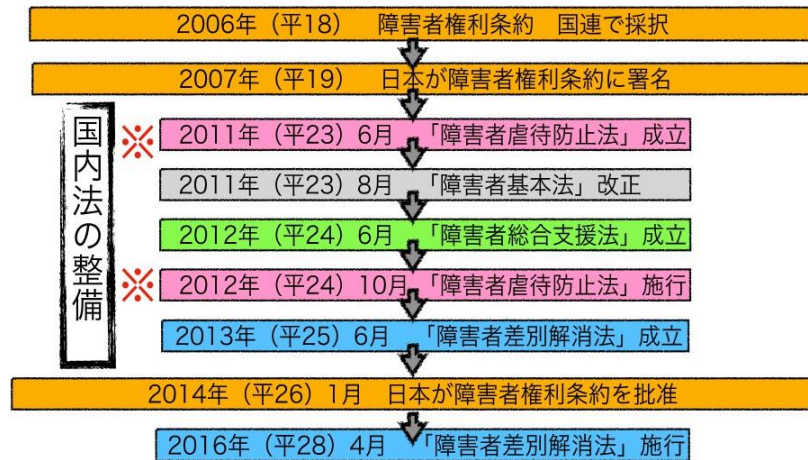 2006年（平18）　障害者権利条約　国連で採択
2007年（平19）　日本が障害者権利条約に署名
国内法の整備
※ 2011年（平23）6月　「障害者虐待防止法」成立
2011年（平23）8月　「障害者基本法」改正
2012年（平24）6月　「障害者総合支援法」成立
※ 2012年（平24）10月　「障害者虐待防止法」施行
2013年（平25）6月　「障害者差別解消法」成立
2014年（平26）1月　日本が障害者権利条約を批准
2016年（平28）4月　「障害者差別解消法」施行